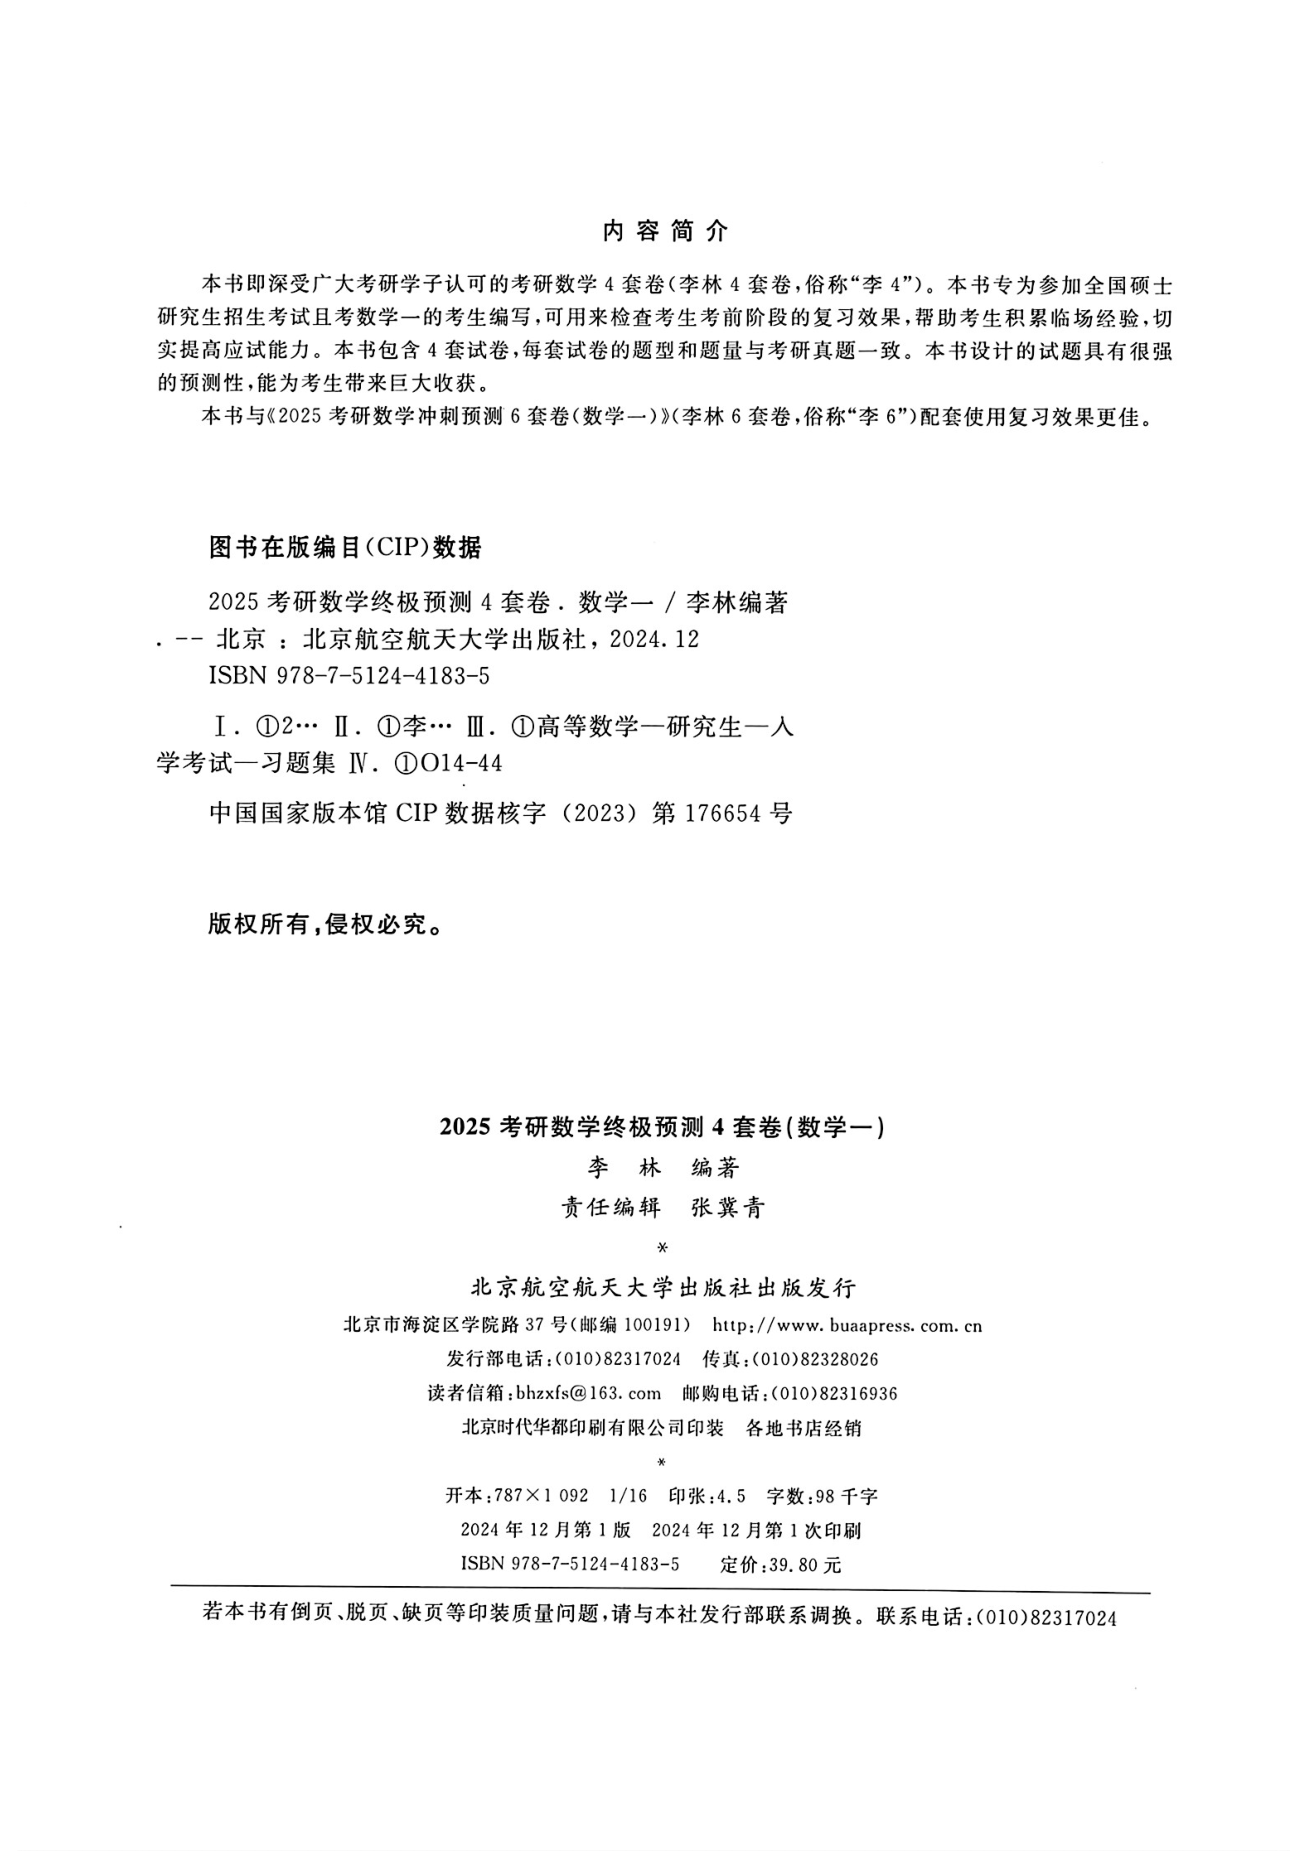 内容简介
本书即深受广大考研学子认可的考研数学 4 套卷(李林 4 套卷,俗称“李 4”)。本书专为参加全国硕士
研究生招生考试且考数学一的考生编写,可用来检查考生考前阶段的复习效果,帮助考生积累临场经验,切
实提高应试能力。本书包含 4 套试卷,每套试卷的题型和题量与考研真题一致。本书设计的试题具有很强
的预测性,能为考生带来巨大收获。
本书与《2025 考研数学冲刺预测 6 套卷(数学一)》(李林 6 套卷,俗称“李 6”)配套使用复习效果更佳。
图书在版编目(CIP)数据
2025 考研数学终极预测 4 套卷 . 数学一 / 李林编著
. -- 北京 : 北京航空航天大学出版社, 2024.12
ISBN 978-7-5124-4183-5
Ⅰ. ①2… Ⅱ. ①李… Ⅲ. ①高等数学—研究生—入
学考试—习题集 Ⅳ. ①O14-44
中国国家版本馆 CIP 数据核字(2023)第 176654 号
版权所有,侵权必究。
2025 考研数学终极预测 4 套卷(数学一)
李 林 编著
责任编辑 张冀青
*
北京航空航天大学出版社出版发行
北京市海淀区学院路 37 号(邮编 100191) http://www.buaapress.com.cn
发行部电话:(010)82317024 传真:(010)82328026
读者信箱:bhzxfs@163.com 邮购电话:(010)82316936
北京时代华都印刷有限公司印装 各地书店经销
*
开本:787×1 092 1/16 印张:4.5 字数:98 千字
2024 年 12 月第 1 版 2024 年 12 月第 1 次印刷
ISBN 978-7-5124-4183-5 定价:39.80 元
若本书有倒页、脱页、缺页等印装质量问题,请与本社发行部联系调换。联系电话:(010)82317024